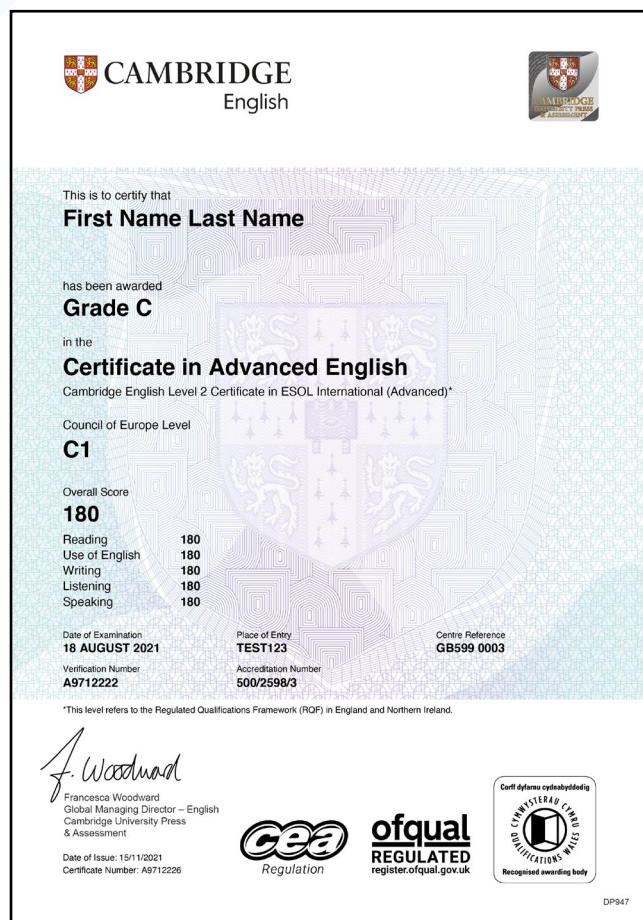 CAMBRIDGE
English
CAMBRIDGE
UNIVERSITY PRESS
& ASSESSMENT
This is to certify that
First Name Last Name
has been awarded
Grade C
in the
Certificate in Advanced English
Cambridge English Level 2 Certificate in ESOL International (Advanced)*
Council of Europe Level
C1
Overall Score
180
Reading 180
Use of English 180
Writing 180
Listening 180
Speaking 180
Date of Examination Place of Entry Centre Reference
18 AUGUST 2021 TEST123 GB599 0003
Verification Number Accreditation Number
A9712222 500/2598/3
*This level refers to the Regulated Qualifications Framework (RQF) in England and Northern Ireland.
F. Woodward
Francesca Woodward
Global Managing Director – English
Cambridge University Press
& Assessment
Date of Issue: 15/11/2021
Certificate Number: A9712226
cea
Regulation
ofqual
REGULATED
register.ofqual.gov.uk
Corff dyfarnu cydnabyddedig
CYMWYSTERAU CYMRU
QUALIFICATIONS WALES
Recognised awarding body
DP947